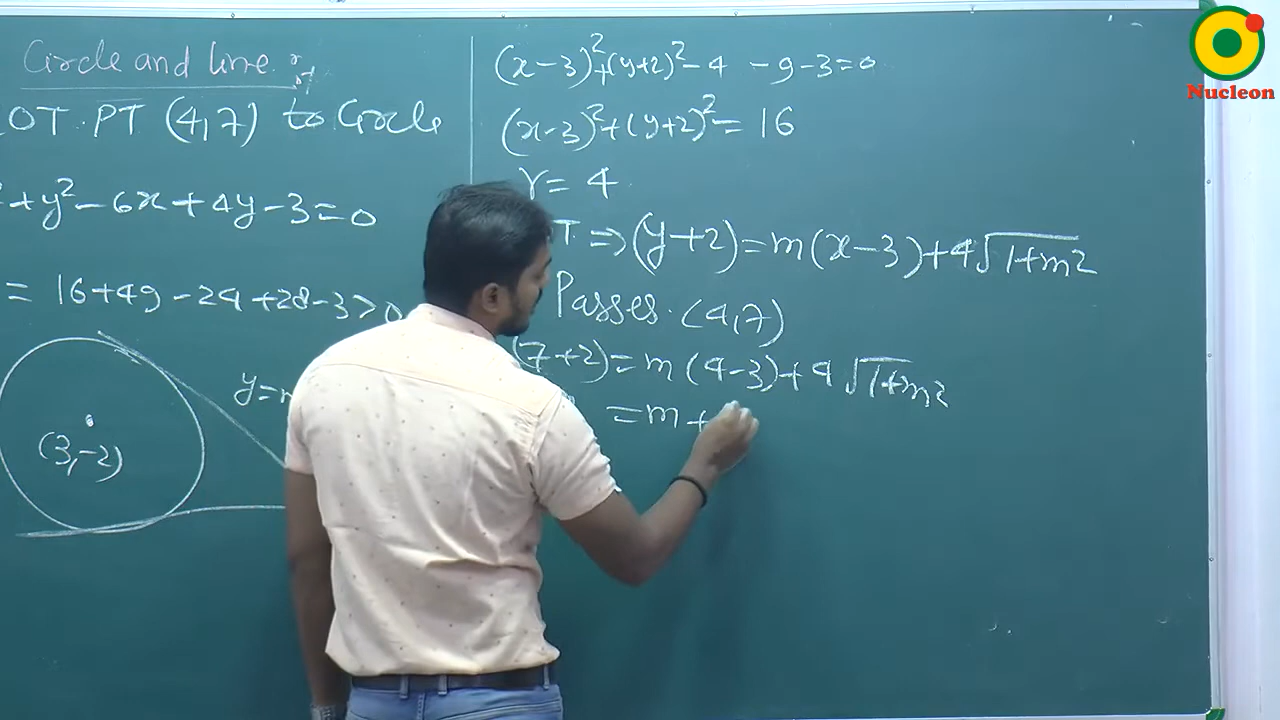 Circle and line
EOT PT (4,7) to Circle
² + y² - 6x + 4y - 3 = 0
= 16 + 49 - 24 + 28 - 3 > 0
(3,-2)
y = m
(x-3)² + (y+2)² - 4 - 9 - 3 = 0
(x-3)² + (y+2)² = 16
r = 4
T. ⇒ (y+2) = m(x-3) + 4√1+m²
Passes. (4,7)
(7+2) = m(4-3) + 4√1+m²
= m +
Nucleon